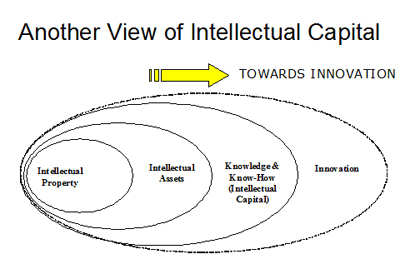 Another View of Intellectual Capital
TOWARDS INNOVATION
Intellectual
Property
Intellectual
Assets
Knowledge &
Know-How
(Intellectual
Capital)
Innovation